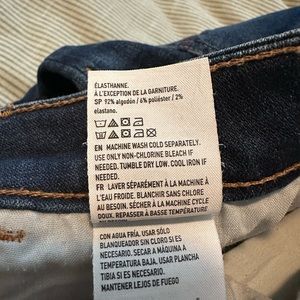 ÉLASTHANNE.
À L'EXCEPTION DE LA GARNITURE.
SP 92% algodón / 6% poliéster / 2%
elastano.
EN MACHINE WASH COLD SEPARATELY.
USE ONLY NON-CHLORINE BLEACH IF
NEEDED. TUMBLE DRY LOW. COOL IRON IF
NEEDED.
FR LAVER SÉPARÉMENT À LA MACHINE À
L'EAU FROIDE. BLANCHIR SANS CHLORE
AU BESOIN. SÉCHER À LA MACHINE À CYCLE
DOUX. REPASSER À BASSE TEMPÉRATURE
CON AGUA FRÍA. USAR SÓLO
BLANQUEADOR SIN CLORO SI ES
NECESARIO. SECAR A MÁQUINA A
TEMPERATURA BAJA. USAR PLANCHA
TIBIA SI ES NECESARIO.
MANTENER LEJOS DE FUEGO